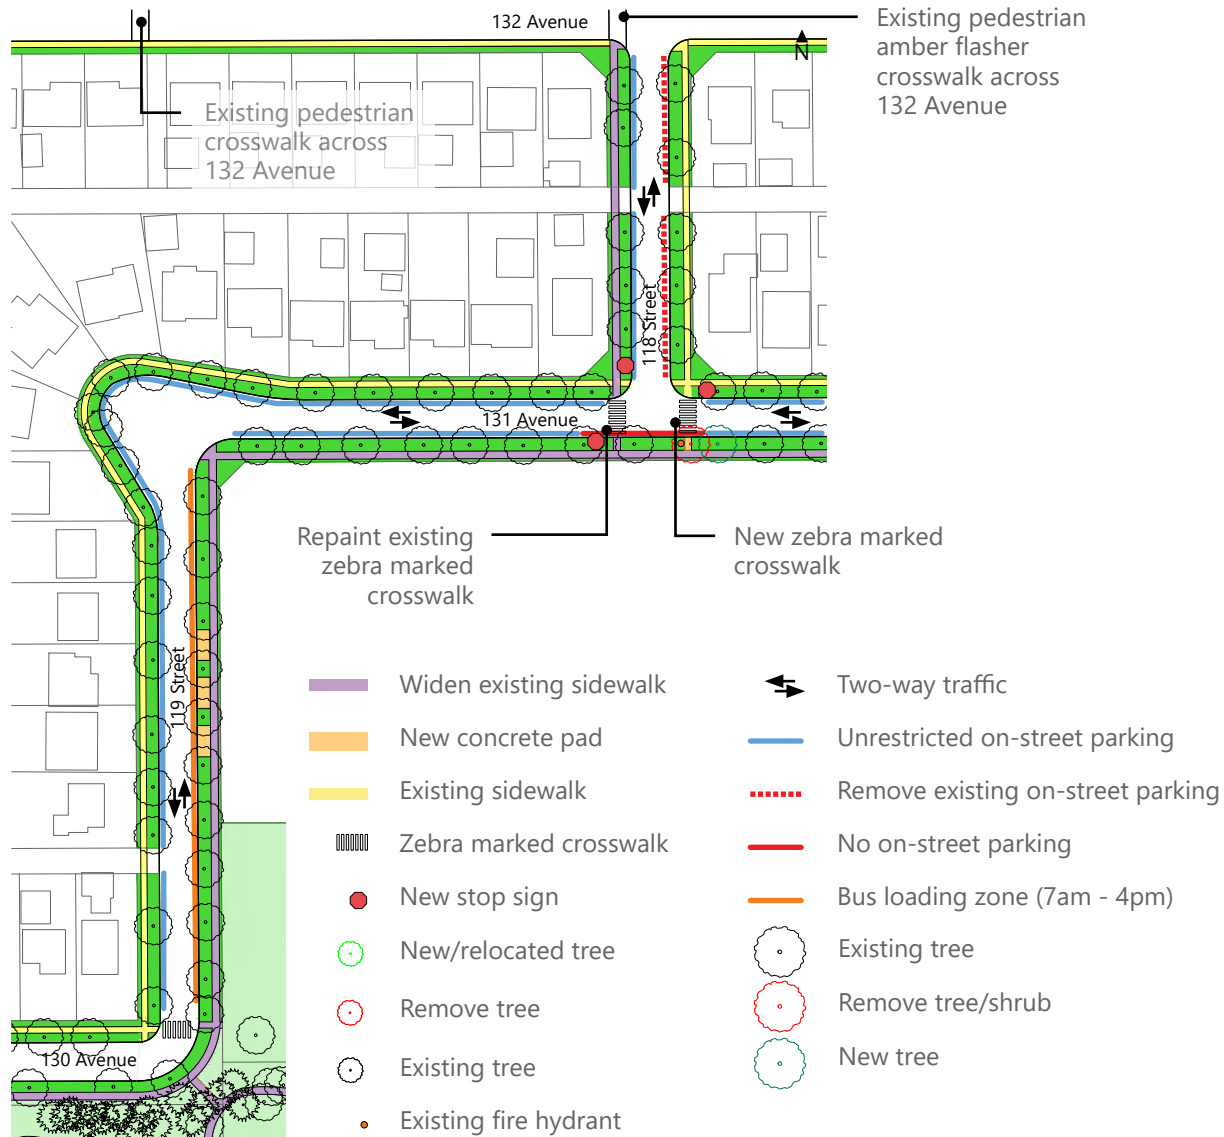 132 Avenue
Existing pedestrian
amber flasher
crosswalk across
132 Avenue
N
Existing pedestrian
crosswalk across
132 Avenue
118 Street
131 Avenue
Repaint existing
zebra marked
crosswalk
New zebra marked
crosswalk
119 Street
130 Avenue
Widen existing sidewalk
New concrete pad
Existing sidewalk
Zebra marked crosswalk
New stop sign
New/relocated tree
Remove tree
Existing tree
Existing fire hydrant
Two-way traffic
Unrestricted on-street parking
Remove existing on-street parking
No on-street parking
Bus loading zone (7am - 4pm)
Existing tree
Remove tree/shrub
New tree